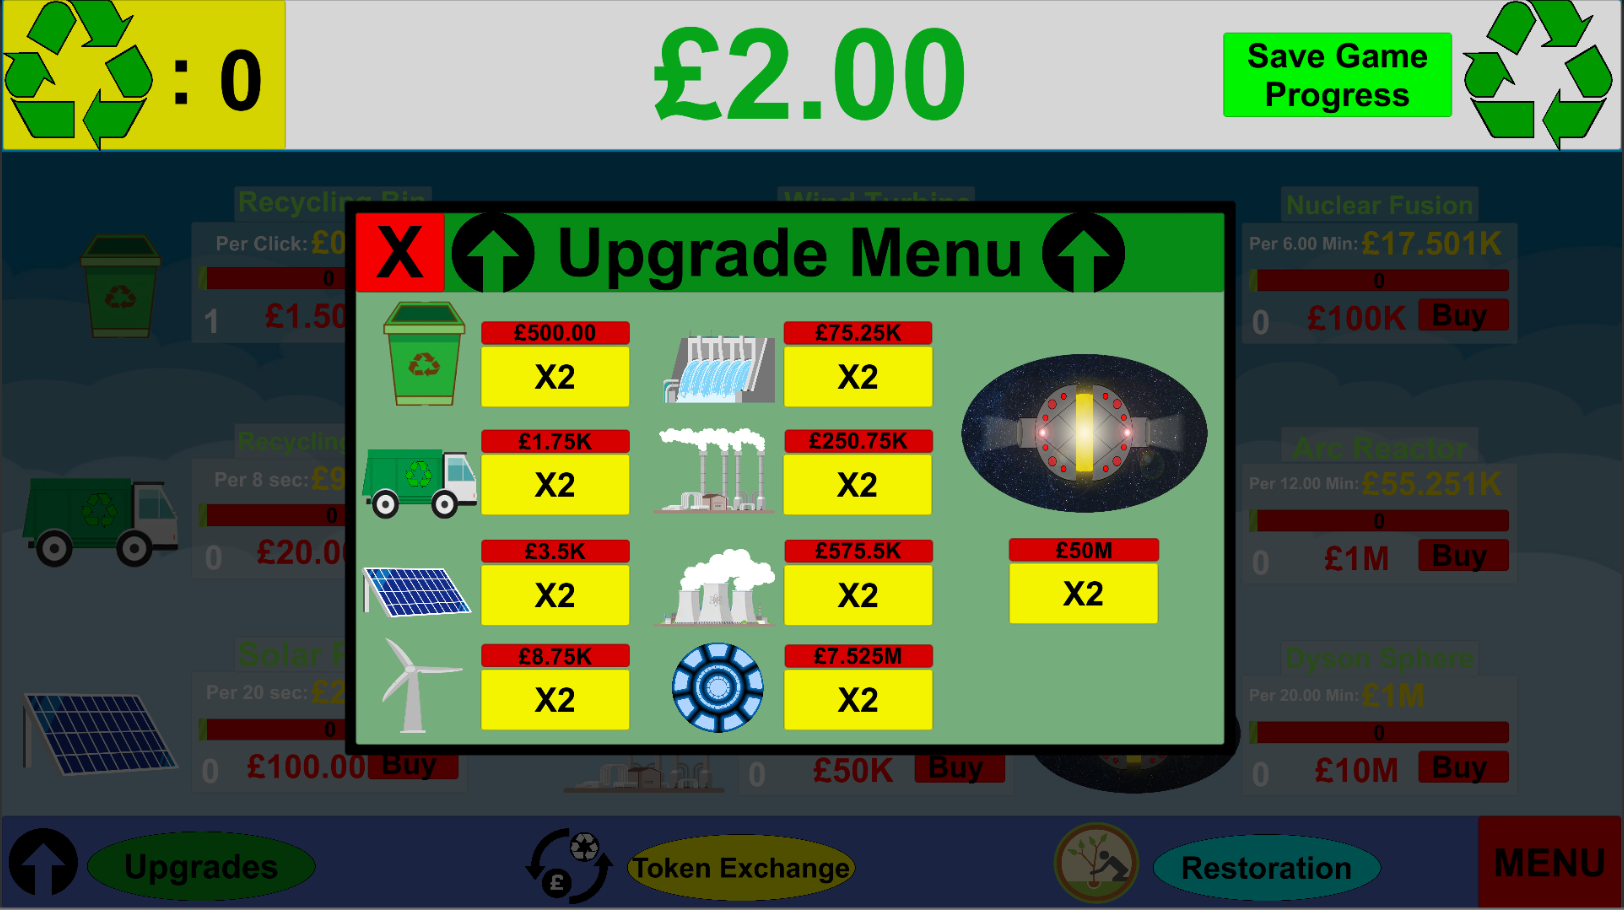 : 0
£2.00
Save Game
Progress
Recycling Bin
Per Click: £0
0
1
£1.50
Wind Turbine
Nuclear Fusion
Per 6.00 Min: £17.501K
0
0
£100K
Buy
X
Upgrade Menu
£500.00
X2
£75.25K
X2
£1.75K
X2
£250.75K
X2
£3.5K
X2
£575.5K
X2
£50M
X2
£8.75K
X2
£7.525M
X2
Recycling
Per 8 sec: £9
0
0
£20.00
Arc Reactor
Per 12.00 Min: £55.251K
0
0
£1M
Buy
Solar
Per 20 sec: £2
0
0
£100.00
Buy
0
£50K
Buy
Dyson Sphere
Per 20.00 Min: £1M
0
0
£10M
Buy
Upgrades
£
Token Exchange
Restoration
MENU